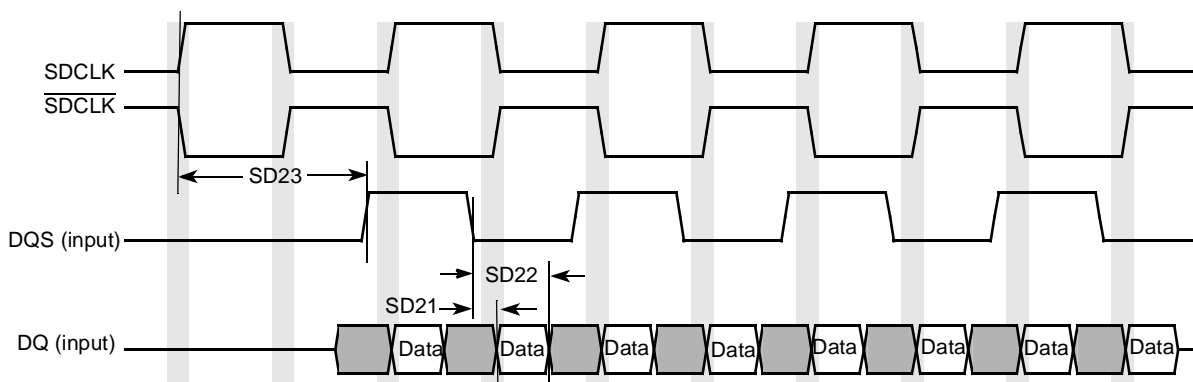 SDCLK
SDCLK
SD23
DQS (input)
SD22
SD21
DQ (input)
Data
Data
Data
Data
Data
Data
Data
Data